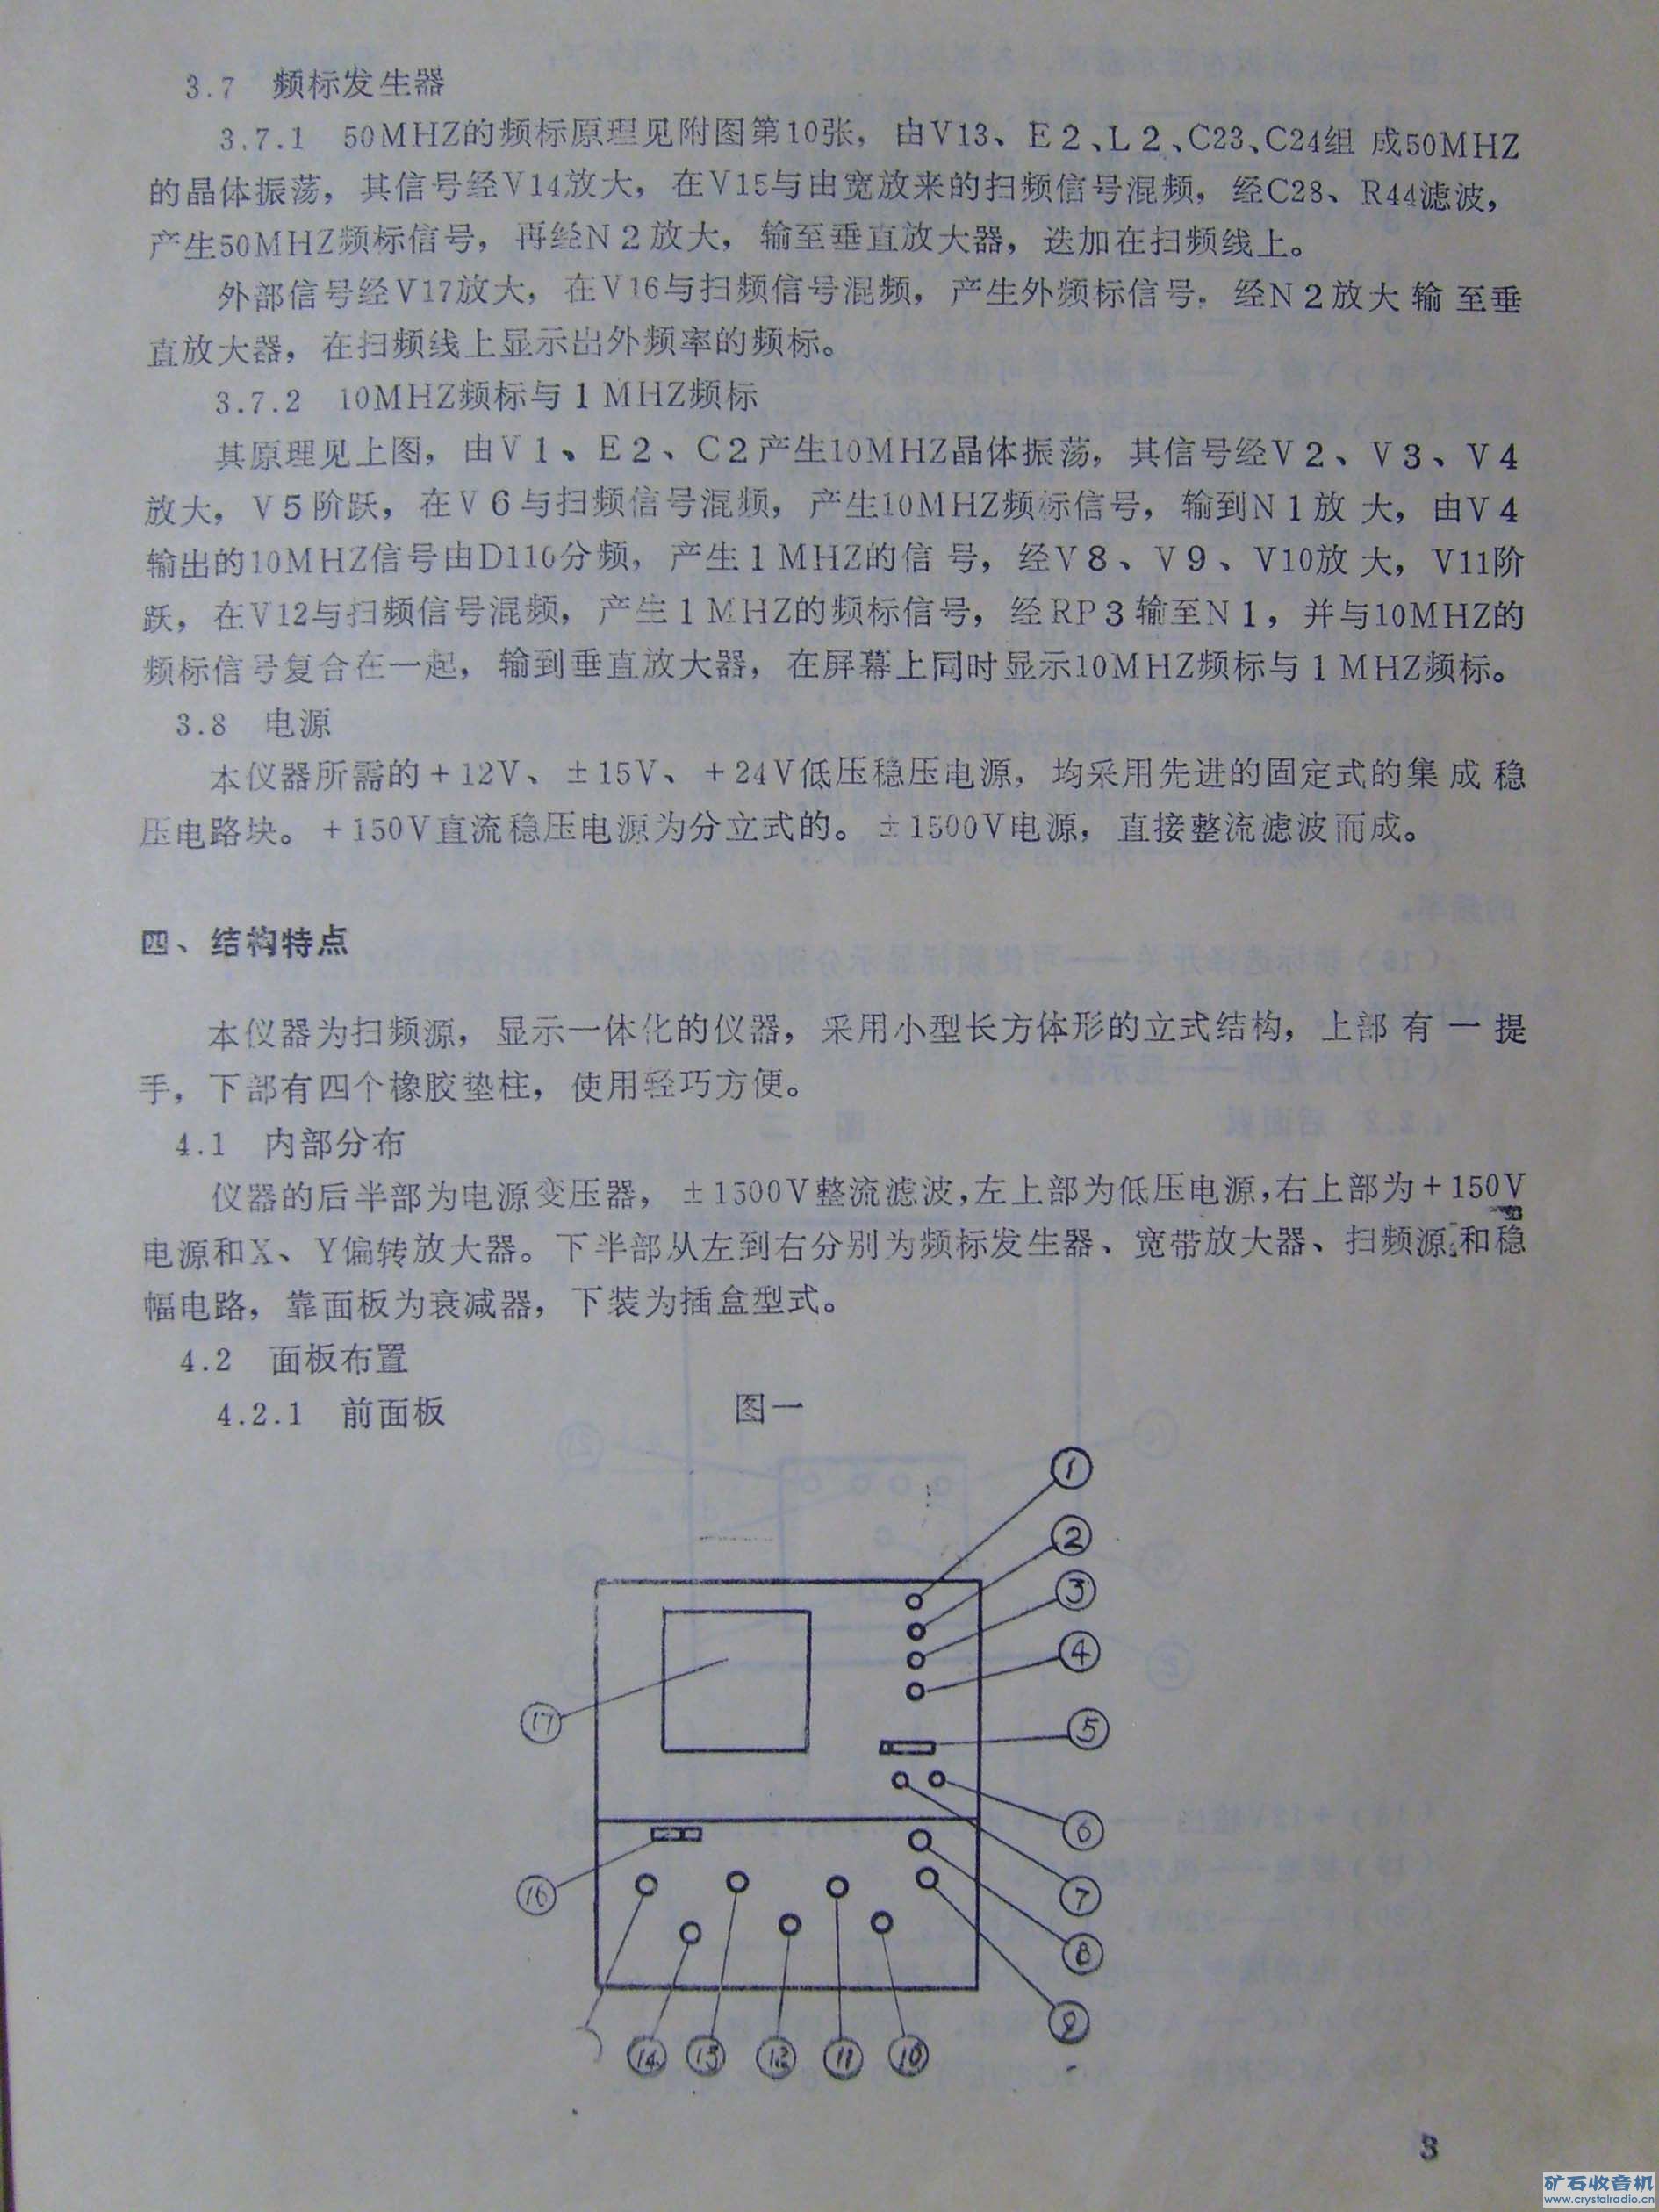 3.7 频标发生器
3.7.1 50MHZ的频标原理见附图第10张，由V13、E2、L2、C23、C24组成50MHZ
的晶体振荡，其信号经V14放大，在V15与由宽放来的扫频信号混频，经C28、R44滤波，
产生50MHZ频标信号，再经N2放大，输至垂直放大器，迭加在扫频线上。
外部信号经V17放大，在V16与扫频信号混频，产生外频标信号，经N2放大输至垂
直放大器，在扫频线上显示出外频率的频标。
3.7.2 10MHZ频标与1MHZ频标
其原理见上图，由V1、E2、C2产生10MHZ晶体振荡，其信号经V2、V3、V4
放大，V5阶跃，在V6与扫频信号混频，产生10MHZ频标信号，输到N1放大，由V4
输出的10MHZ信号由D110分频，产生1MHZ的信号，经V8、V9、V10放大，V11阶
跃，在V12与扫频信号混频，产生1MHZ的频标信号，经RP3输至N1，并与10MHZ的
频标信号复合在一起，输到垂直放大器，在屏幕上同时显示10MHZ频标与1MHZ频标。
3.8 电源
本仪器所需的+12V、±15V、+24V低压稳压电源，均采用先进的固定式的集成稳
压电路块。+150V直流稳压电源为分立式的。±1500V电源，直接整流滤波而成。
四、结构特点
本仪器为扫频源，显示一体化的仪器，采用小型长方体形的立式结构，上部有一提
手，下部有四个橡胶垫柱，使用轻巧方便。
4.1 内部分布
仪器的后半部为电源变压器，±1500V整流滤波，左上部为低压电源，右上部为+150V
电源和X、Y偏转放大器。下半部从左到右分别为频标发生器、宽带放大器、扫频源和稳
幅电路，靠面板为衰减器，下装为插盒型式。
4.2 面板布置
4.2.1 前面板 图一
①
②
③
④
⑤
⑥
⑦
⑧
⑨
⑰
⑯
⑭ ⑬ ⑫ ⑪ ⑩
3
矿石收音机
www.crystalradio.cn